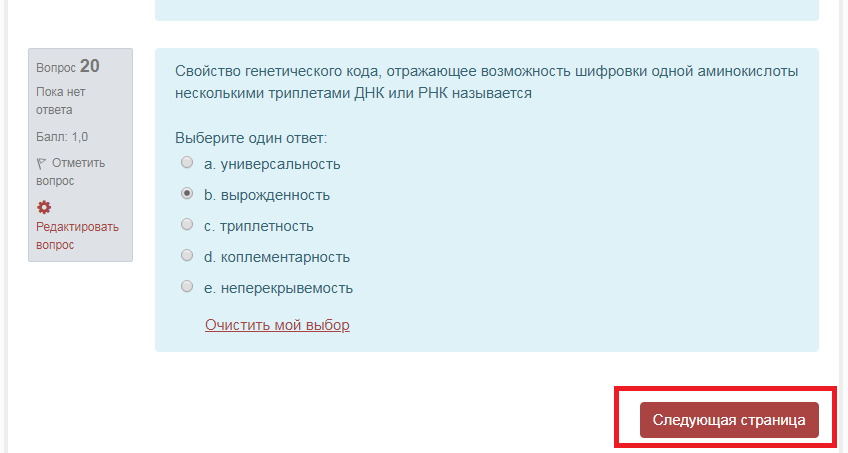 Вопрос 20
Пока нет
ответа
Балл: 1,0
Отметить
вопрос
Редактировать
вопрос
Свойство генетического кода, отражающее возможность шифровки одной аминокислоты
несколькими триплетами ДНК или РНК называется
Выберите один ответ:
a. универсальность
b. вырожденность
c. триплетность
d. коплементарность
e. неперекрывемость
Очистить мой выбор
Следующая страница